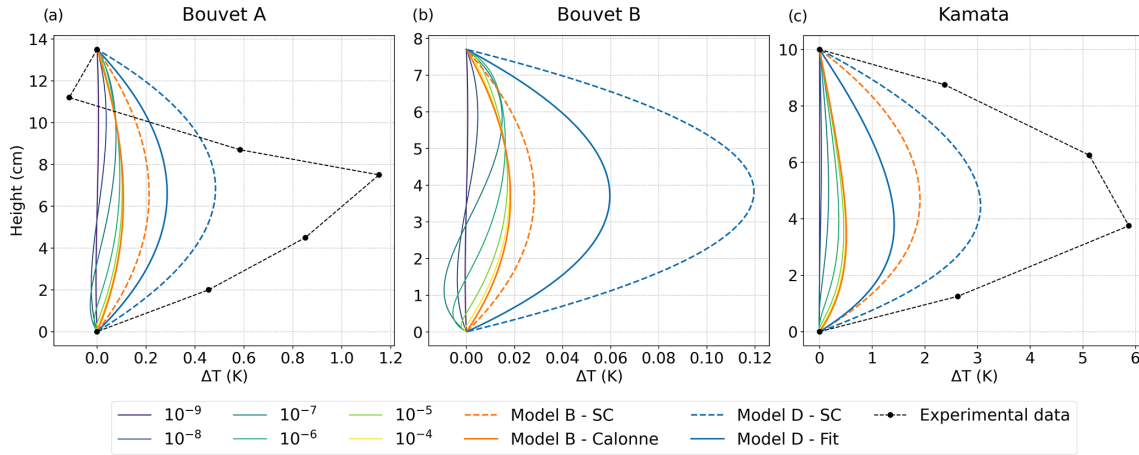 (a) Bouvet A
(b) Bouvet B
(c) Kamata
Height (cm)
14
12
10
8
6
4
2
0
0.0 0.2 0.4 0.6 0.8 1.0 1.2
ΔT (K)
8
7
6
5
4
3
2
1
0
0.00 0.02 0.04 0.06 0.08 0.10 0.12
ΔT (K)
10
8
6
4
2
0
0 1 2 3 4 5 6
ΔT (K)
10⁻⁹ 10⁻⁷ 10⁻⁵ Model B - SC Model D - SC Experimental data
10⁻⁸ 10⁻⁶ 10⁻⁴ Model B - Calonne Model D - Fit